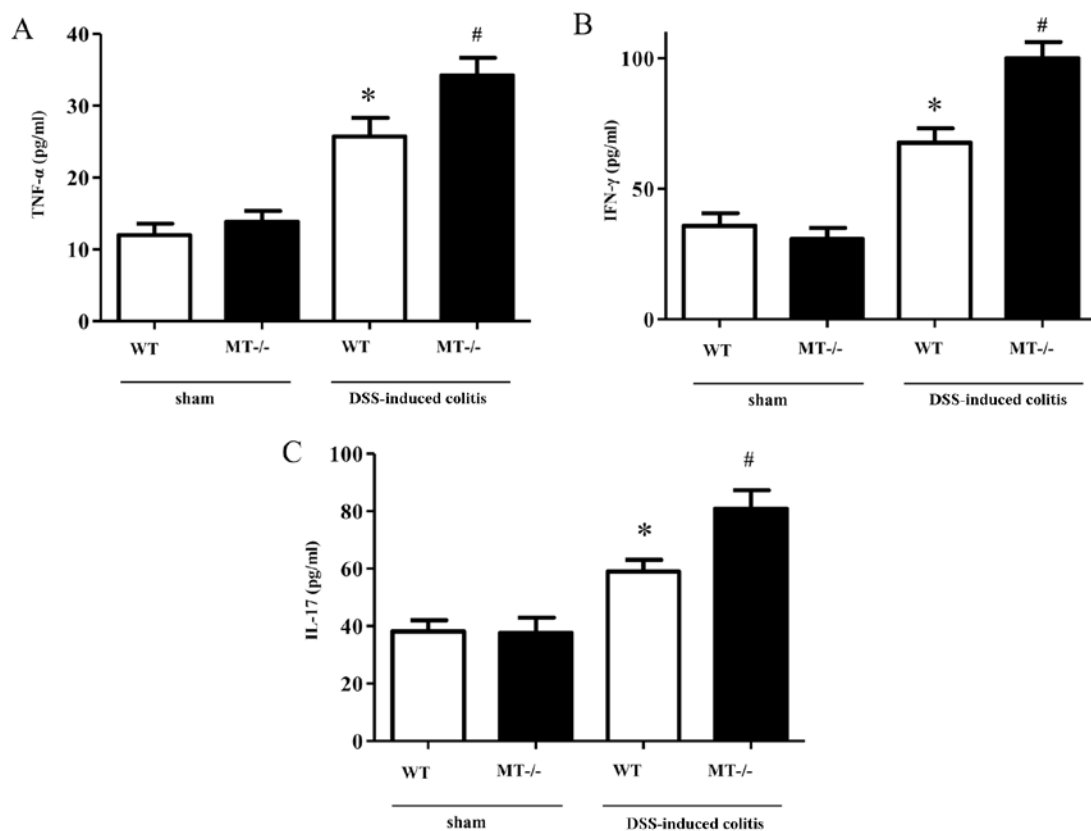 A
TNF-α (pg/ml)
40
30
20
10
0
*
#
WT
MT-/-
WT
MT-/-
sham
DSS-induced colitis
B
IFN-γ (pg/ml)
100
50
0
*
#
WT
MT-/-
WT
MT-/-
sham
DSS-induced colitis
C
IL-17 (pg/ml)
100
80
60
40
20
0
*
#
WT
MT-/-
WT
MT-/-
sham
DSS-induced colitis